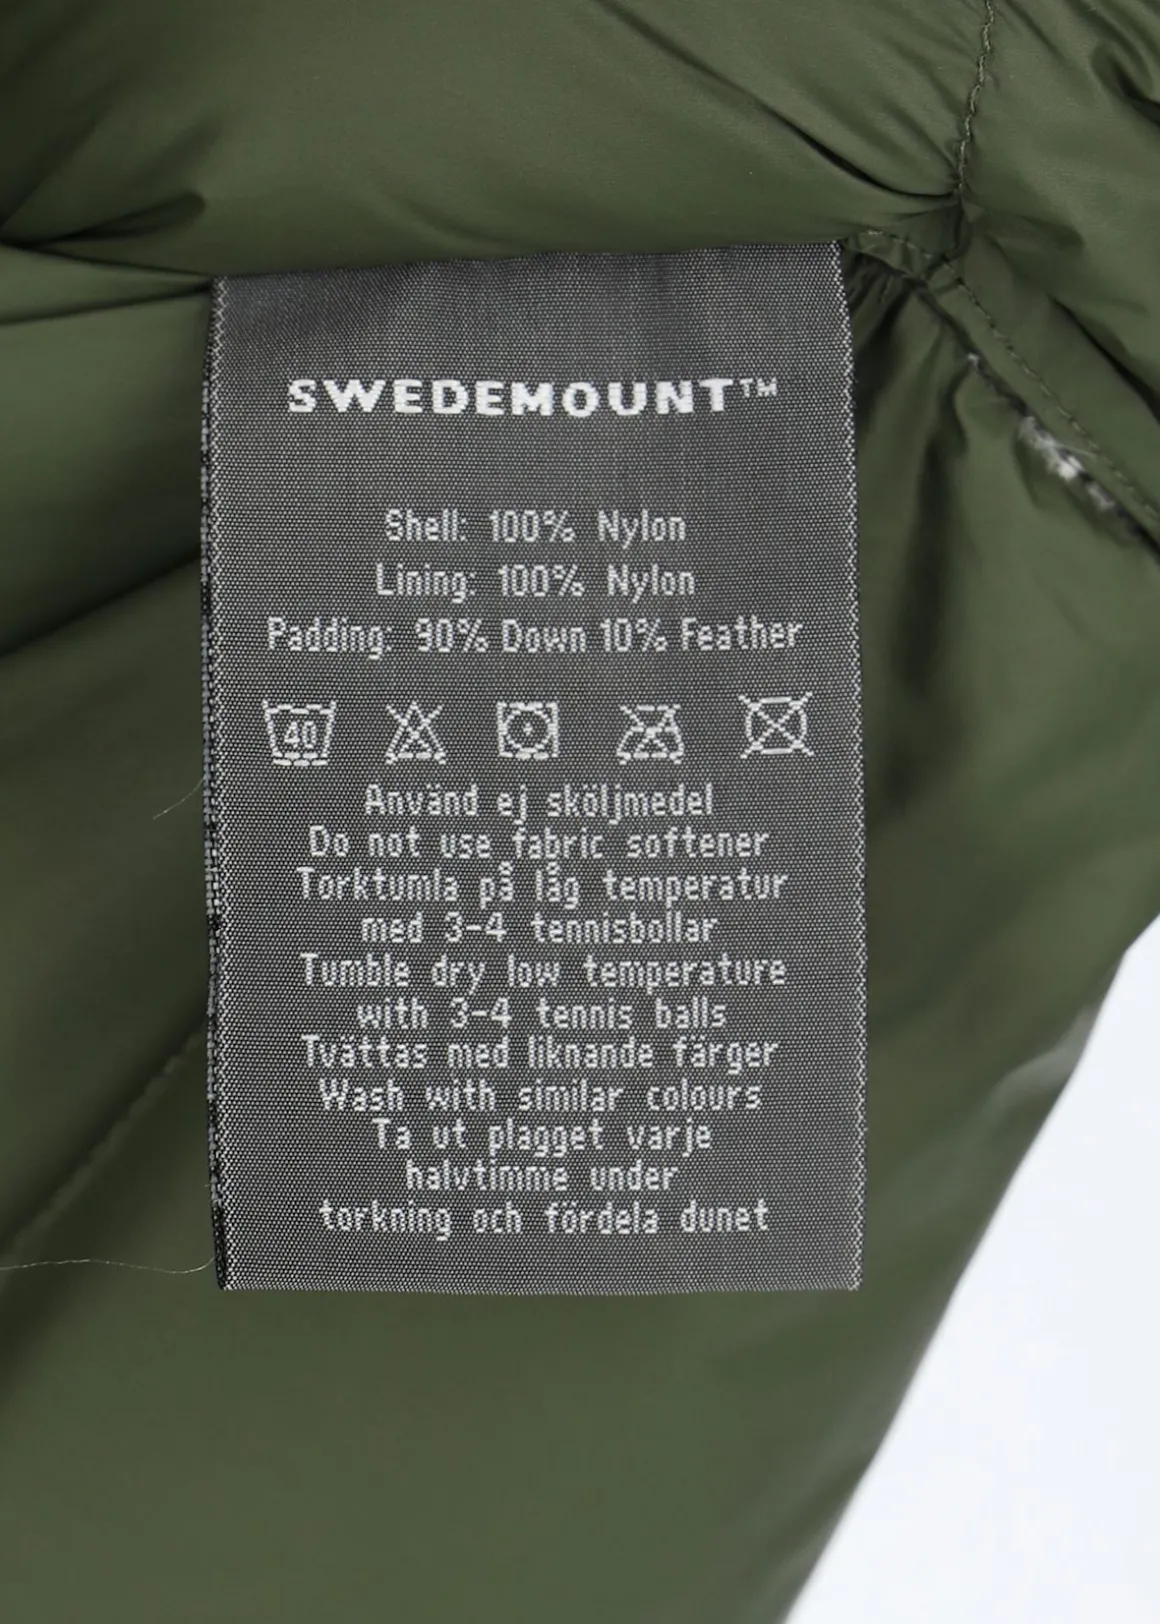 SWEDEMOUNT™
Shell: 100% Nylon
Lining: 100% Nylon
Padding: 90% Down 10% Feather
40
Använd ej sköljmedel
Do not use fabric softener
Torktumla på låg temperatur
med 3-4 tennisbollar
Tumble dry low temperature
with 3-4 tennis balls
Tvättas med liknande färger
Wash with similar colours
Ta ut plagget varje
halvtimme under
torkning och fördela dunet